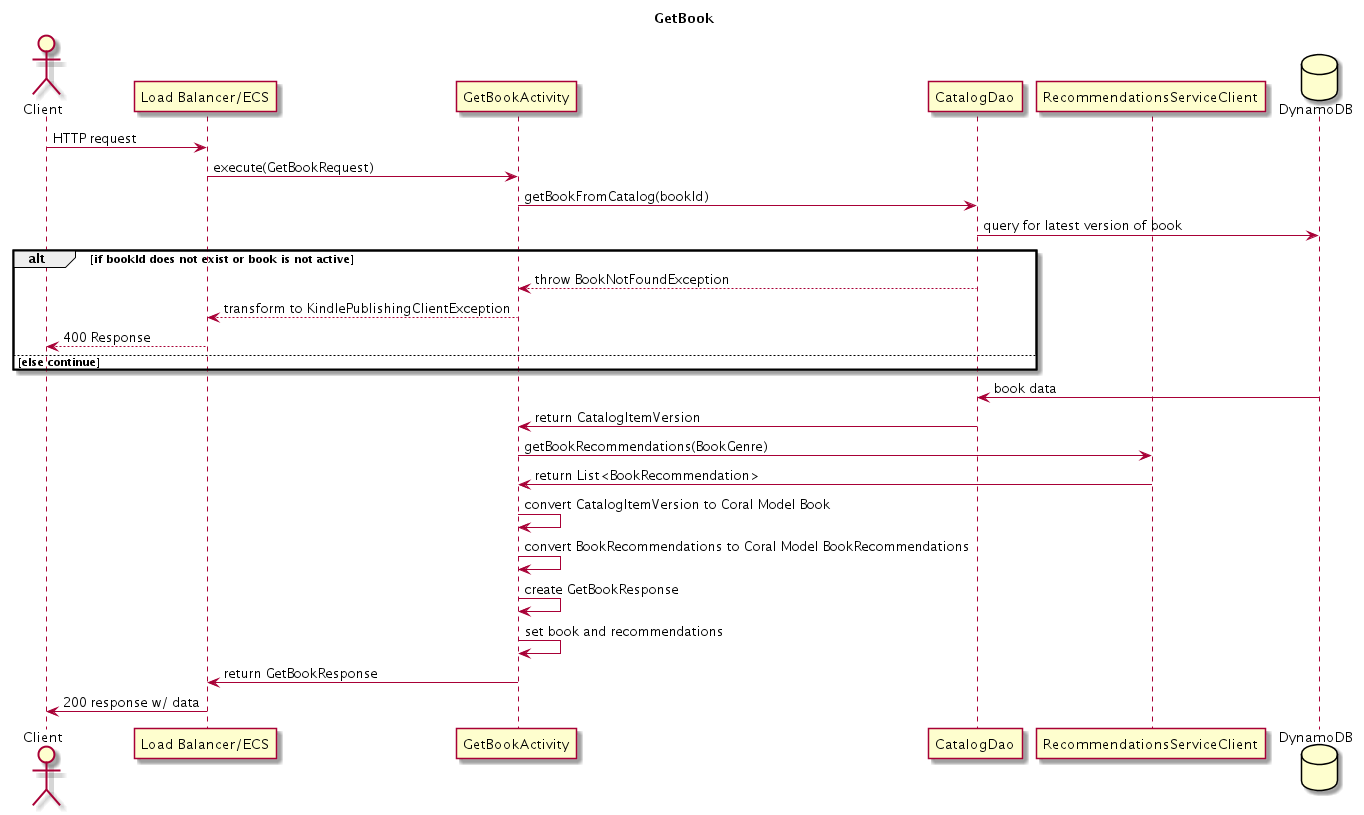 GetBook
Client
Load Balancer/ECS
GetBookActivity
CatalogDao
RecommendationsServiceClient
DynamoDB
HTTP request
execute(GetBookRequest)
getBookFromCatalog(bookId)
query for latest version of book
alt [if bookId does not exist or book is not active]
throw BookNotFoundException
transform to KindlePublishingClientException
400 Response
[else continue]
book data
return CatalogItemVersion
getBookRecommendations(BookGenre)
return List<BookRecommendation>
convert CatalogItemVersion to Coral Model Book
convert BookRecommendations to Coral Model BookRecommendations
create GetBookResponse
set book and recommendations
return GetBookResponse
200 response w/ data
Client
Load Balancer/ECS
GetBookActivity
CatalogDao
RecommendationsServiceClient
DynamoDB